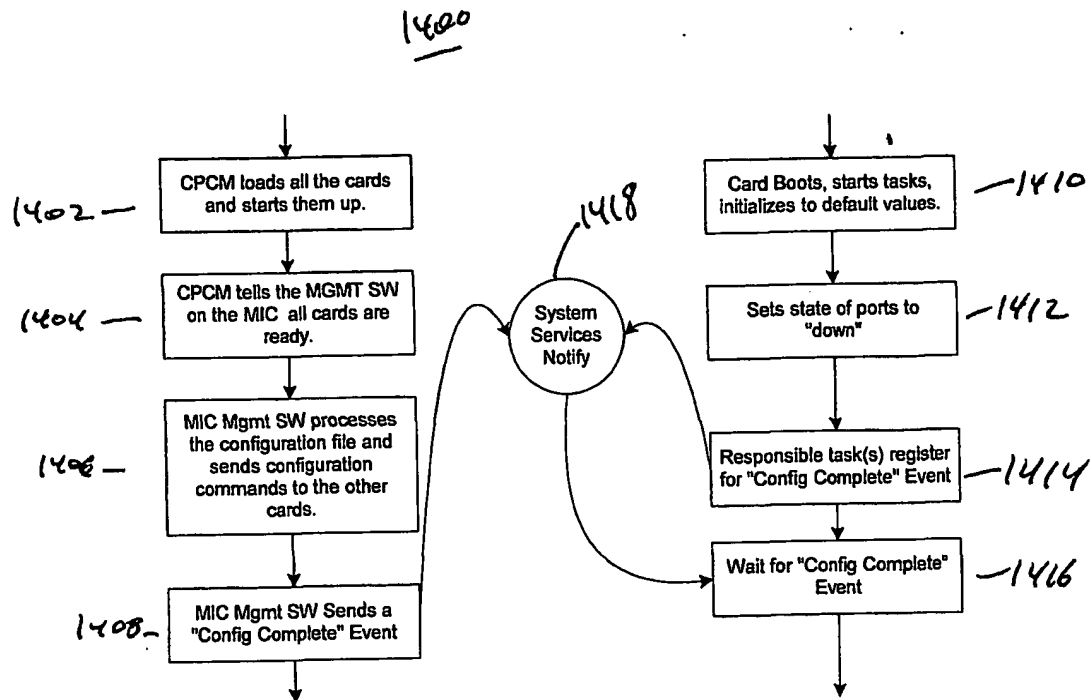 1400
1402
CPCM loads all the cards
and starts them up.
1404
CPCM tells the MGMT SW
on the MIC all cards are
ready.
1406
MIC Mgmt SW processes
the configuration file and
sends configuration
commands to the other
cards.
1408
MIC Mgmt SW Sends a
"Config Complete" Event
1418
System
Services
Notify
Card Boots, starts tasks,
initializes to default values.
1410
Sets state of ports to
"down"
1412
Responsible task(s) register
for "Config Complete" Event
1414
Wait for "Config Complete"
Event
1416